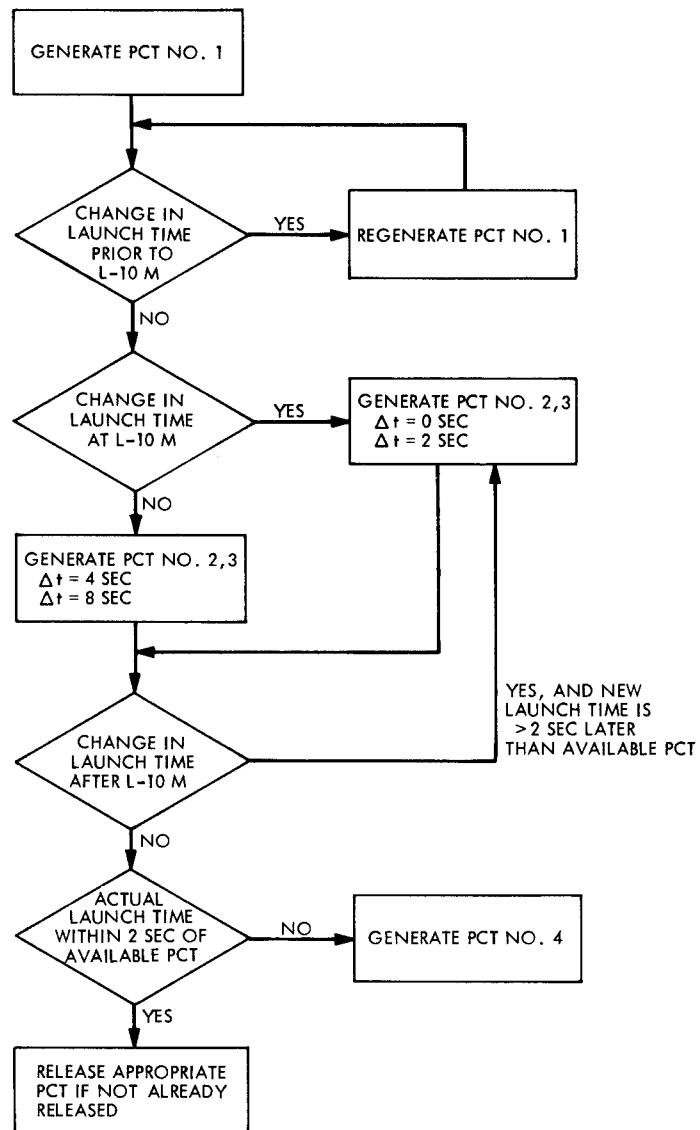 GENERATE PCT NO. 1
CHANGE IN
LAUNCH TIME
PRIOR TO
L-10 M
YES
REGENERATE PCT NO. 1
NO
CHANGE IN
LAUNCH TIME
AT L-10 M
YES
GENERATE PCT NO. 2,3
Δt = 0 SEC
Δt = 2 SEC
NO
GENERATE PCT NO. 2,3
Δt = 4 SEC
Δt = 8 SEC
YES, AND NEW
LAUNCH TIME IS
>2 SEC LATER
THAN AVAILABLE PCT
CHANGE IN
LAUNCH TIME
AFTER L-10 M
NO
ACTUAL
LAUNCH TIME
WITHIN 2 SEC OF
AVAILABLE PCT
NO
GENERATE PCT NO. 4
YES
RELEASE APPROPRIATE
PCT IF NOT ALREADY
RELEASED